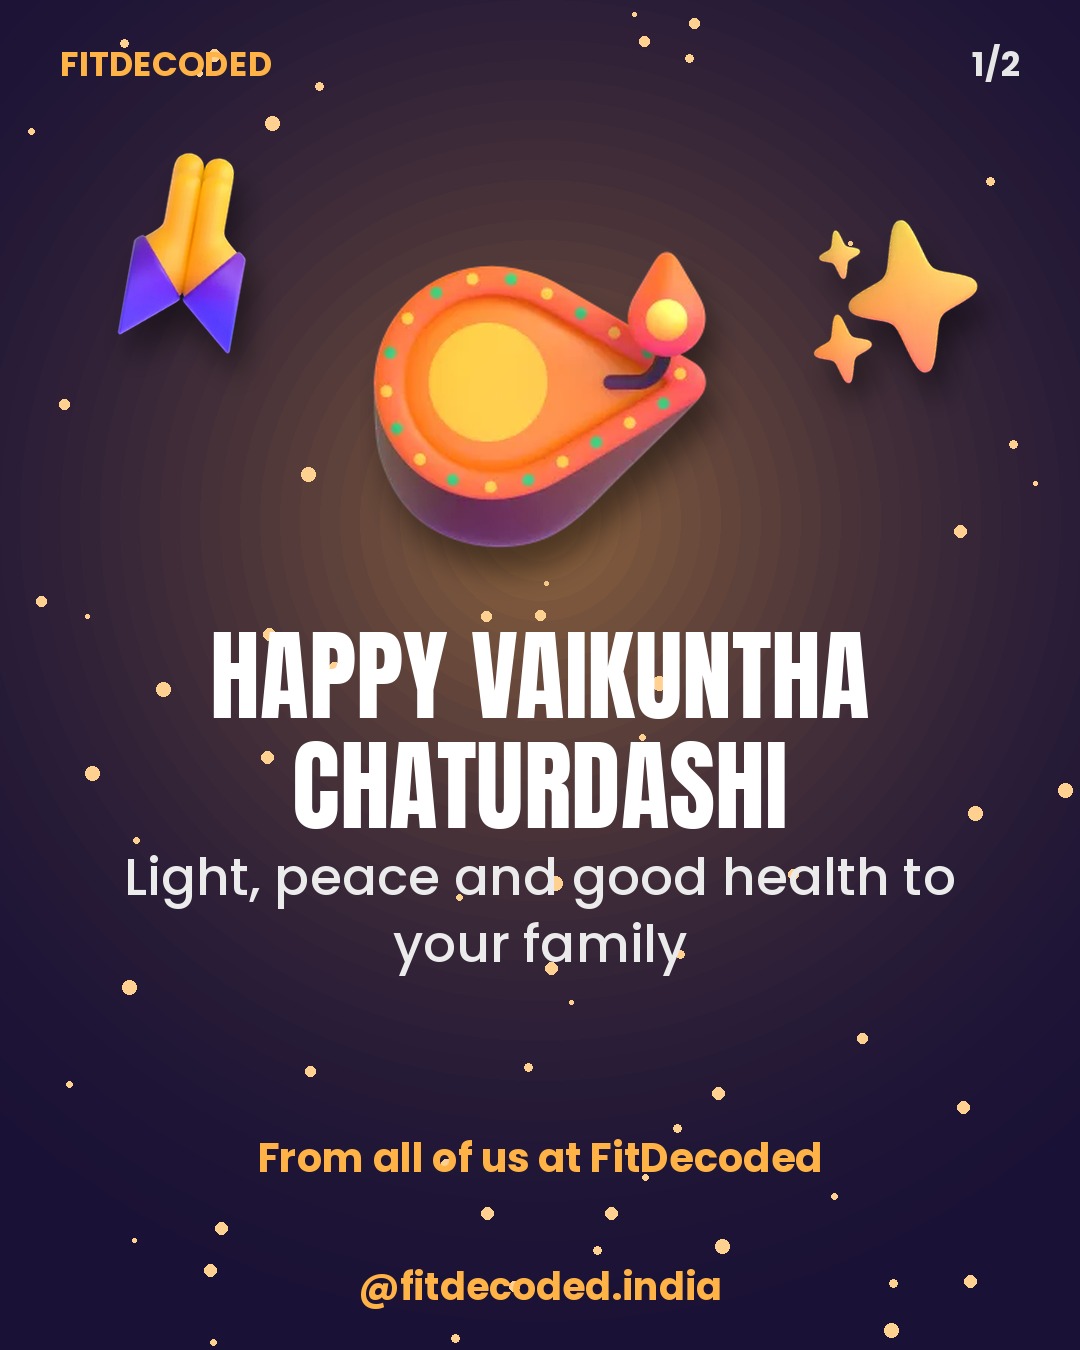 FITDECODED
1/2
HAPPY VAIKUNTHA
CHATURDASHI
Light, peace and good health to
your family
From all of us at FitDecoded
@fitdecoded.india